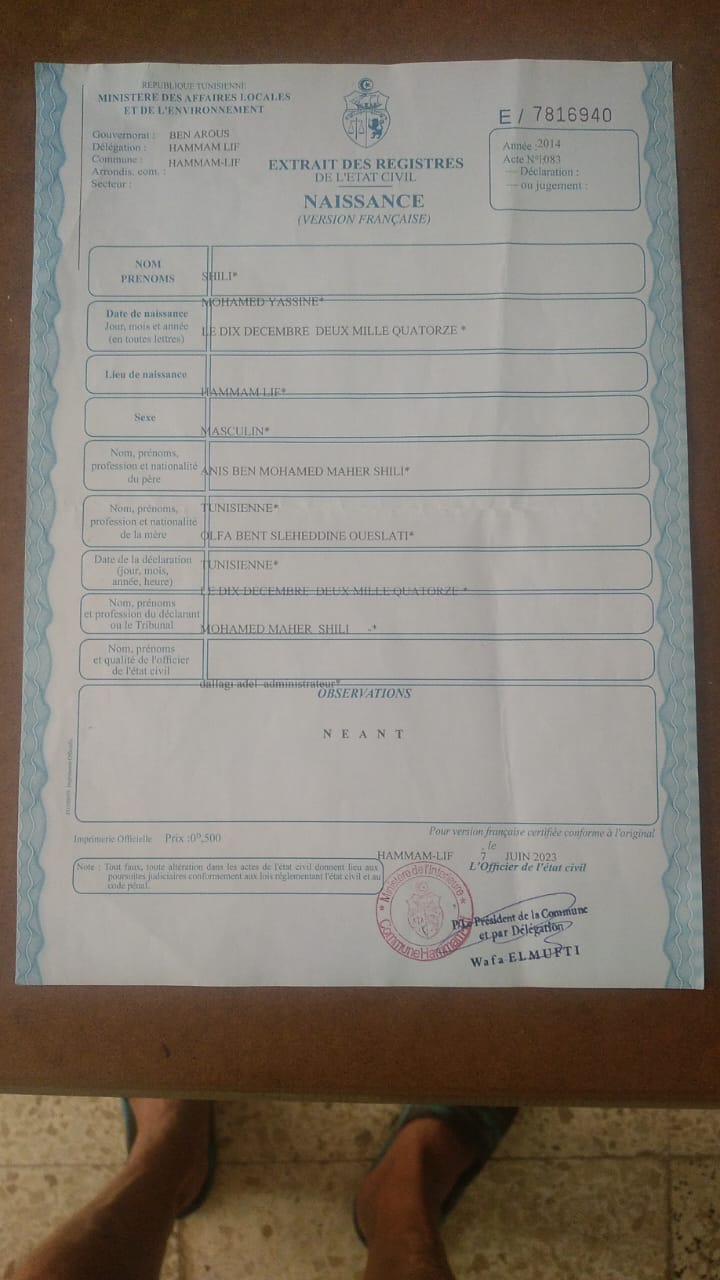 REPUBLIQUE TUNISIENNE
MINISTERE DES AFFAIRES LOCALES
ET DE L'ENVIRONNEMENT
Gouvernorat : BEN AROUS
Délégation : HAMMAM LIF
Commune : HAMMAM-LIF
Arrondis. com. :
Secteur :
EXTRAIT DES REGISTRES
DE L'ETAT CIVIL
NAISSANCE
(VERSION FRANÇAISE)
E / 7816940
Année :2014
Acte N°:1083
— Déclaration :
— ou jugement :
NOM
PRENOMS
SHILI*
MOHAMED YASSINE*
Date de naissance
Jour, mois et année
(en toutes lettres)
LE DIX DECEMBRE DEUX MILLE QUATORZE *
Lieu de naissance
HAMMAM LIF*
Sexe
MASCULIN*
Nom, prénoms,
profession et nationalité
du père
ANIS BEN MOHAMED MAHER SHILI*
TUNISIENNE*
Nom, prénoms,
profession et nationalité
de la mère
OLFA BENT SLEHEDDINE OUESLATI*
TUNISIENNE*
Date de la déclaration
(jour, mois,
année, heure)
LE DIX DECEMBRE DEUX MILLE QUATORZE *
Nom, prénoms
et profession du déclarant
ou le Tribunal
MOHAMED MAHER SHILI -*
Nom, prénoms
et qualité de l'officier
de l'état civil
dallagi adel administrateur*
OBSERVATIONS
N E A N T
Imprimerie Officielle Prix :0ᴰ,500
Pour version française certifiée conforme à l'original
HAMMAM-LIF le 7 JUIN 2023
L'Officier de l'état civil
Note : Tout faux, toute altération dans les actes de l'état civil donnent lieu aux
poursuites judiciaires conformement aux lois règlementant l'état civil et au
code pénal.
Ministère de l'Interieure
Commune Hammam
P/Le Président de la Commune
et par Délégation
Wafa ELMUFTI